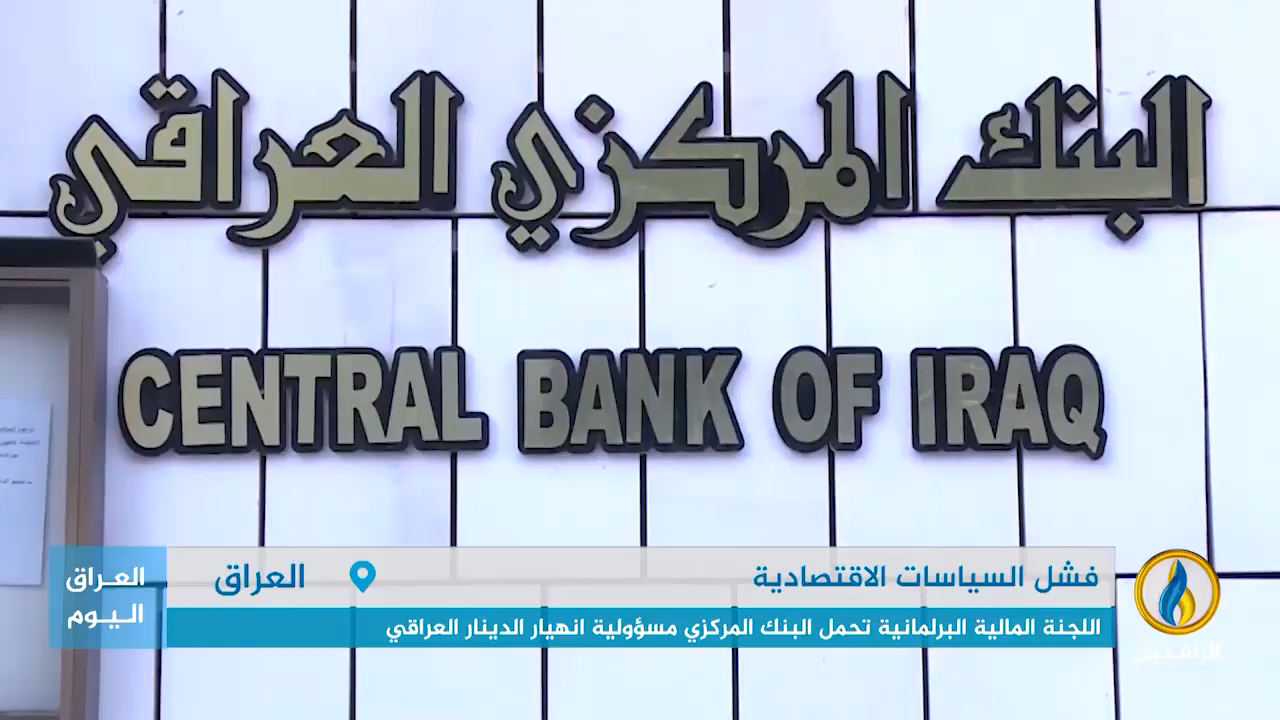 البنك المركزي العراقي
CENTRAL BANK OF IRAQ
فشل السياسات الاقتصادية
العراق
اللجنة المالية البرلمانية تحمل البنك المركزي مسؤولية انهيار الدينار العراقي
العراق
اليوم
الرافدين